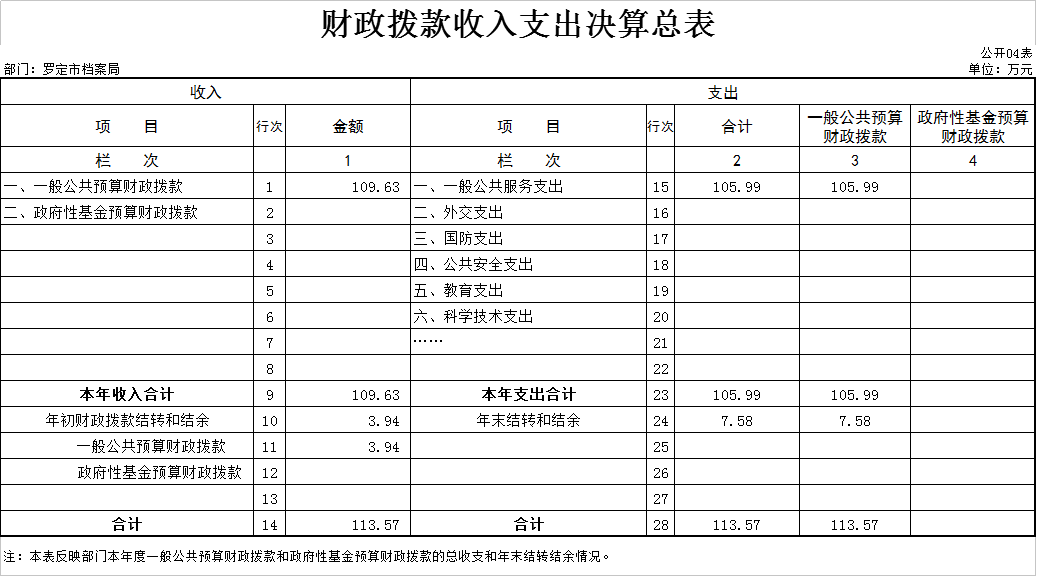 财政拨款收入支出决算总表
公开04表
部门：罗定市档案局 单位：万元
收入 支出
项 目 行次 金额 项 目 行次 合计 一般公共预算财政拨款 政府性基金预算财政拨款
栏 次 1 栏 次 2 3 4
一、一般公共预算财政拨款 1 109.63 一、一般公共服务支出 15 105.99 105.99
二、政府性基金预算财政拨款 2 二、外交支出 16
3 三、国防支出 17
4 四、公共安全支出 18
5 五、教育支出 19
6 六、科学技术支出 20
7 …… 21
8 22
本年收入合计 9 109.63 本年支出合计 23 105.99 105.99
年初财政拨款结转和结余 10 3.94 年末结转和结余 24 7.58 7.58
一般公共预算财政拨款 11 3.94 25
政府性基金预算财政拨款 12 26
13 27
合计 14 113.57 合计 28 113.57 113.57
注：本表反映部门本年度一般公共预算财政拨款和政府性基金预算财政拨款的总收支和年末结转结余情况。